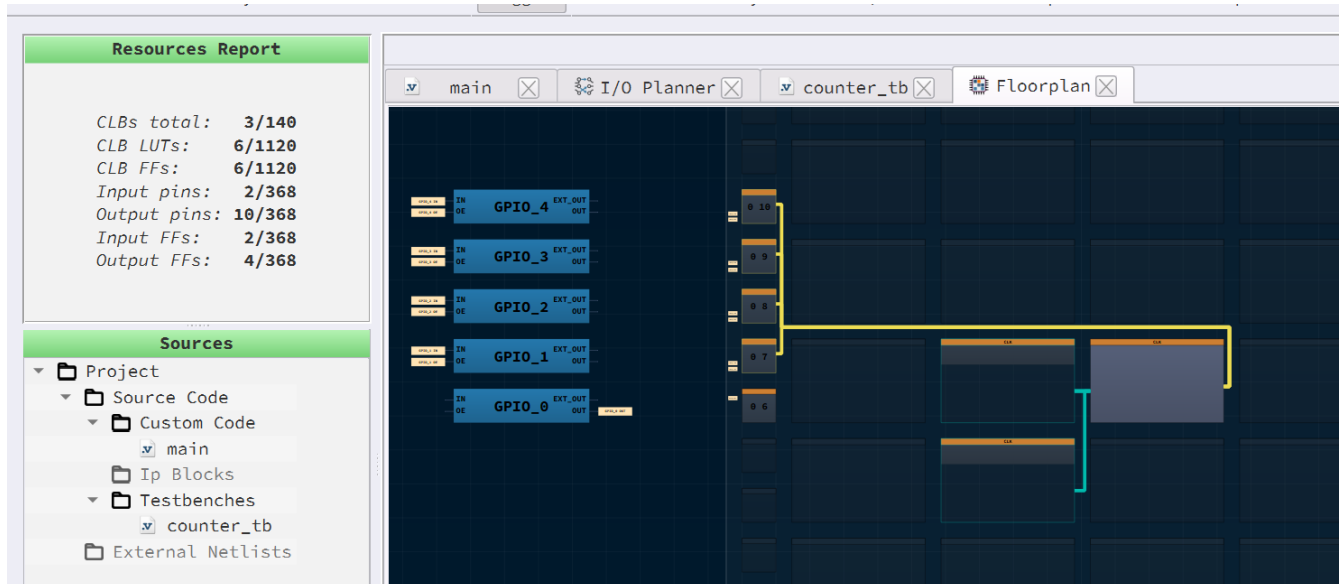 Resources Report
CLBs total: 3/140
CLB LUTs: 6/1120
CLB FFs: 6/1120
Input pins: 2/368
Output pins: 10/368
Input FFs: 2/368
Output FFs: 4/368
Sources
Project
Source Code
Custom Code
main
Ip Blocks
Testbenches
counter_tb
External Netlists
main
I/O Planner
counter_tb
Floorplan
IN GPIO_4 EXT_OUT
OE OUT
0 10
IN GPIO_3 EXT_OUT
OE OUT
0 9
IN GPIO_2 EXT_OUT
OE OUT
0 8
IN GPIO_1 EXT_OUT
OE OUT
0 7
CLB
CLB
IN GPIO_0 EXT_OUT
OE OUT
0 6
CLB